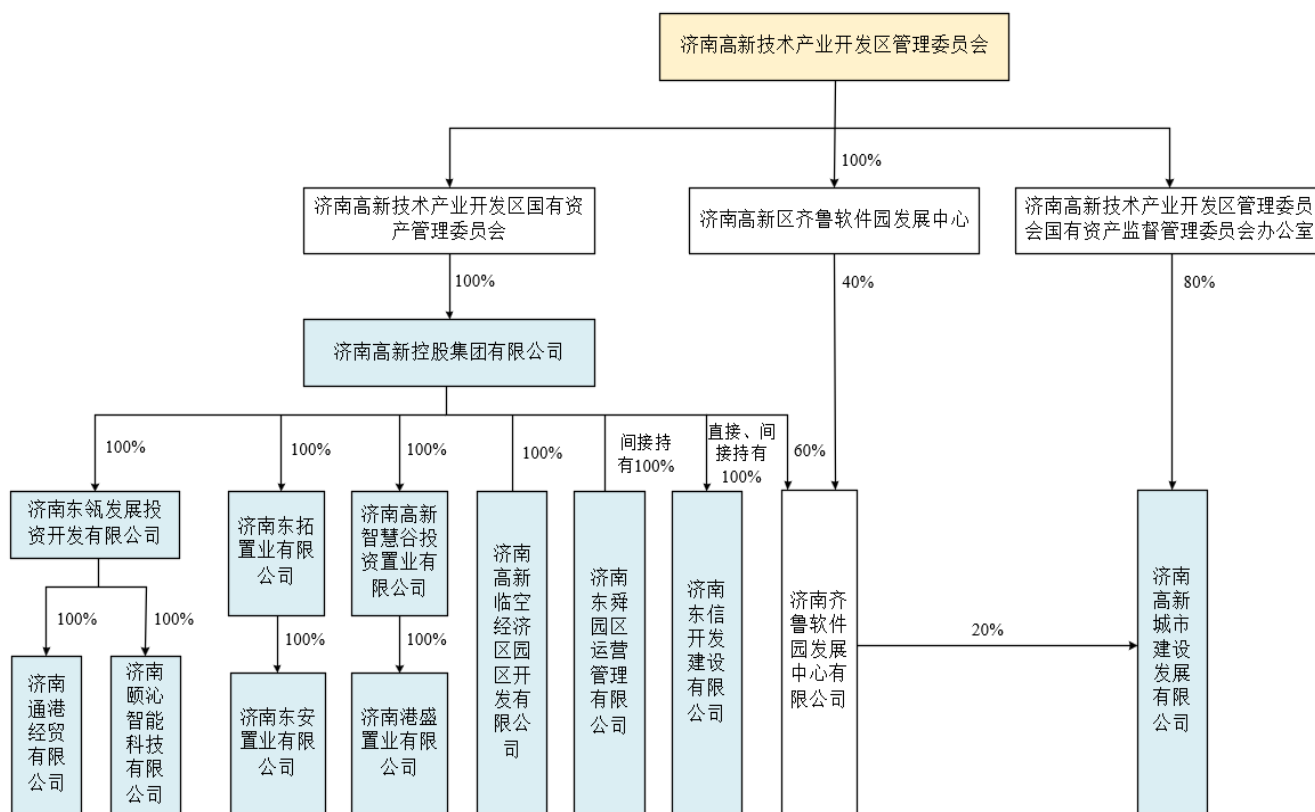 济南高新技术产业开发区管理委员会
100%
济南高新技术产业开发区国有资
产管理委员会
济南高新区齐鲁软件园发展中心
济南高新技术产业开发区管理委员
会国有资产监督管理委员会办公室
100%
40%
80%
济南高新控股集团有限公司
100%
100%
100%
100%
间接持
有100%
直接、间
接持有
100%
60%
济南东瓴发展投
资开发有限公司
济南东拓
置业有限
公司
济南高新
智慧谷投
资置业有
限公司
济南
高新
临空
经济
区园
区开
发有
限公
司
济南
东舜
园区
运营
管理
有限
公司
济南
东信
开发
建设
有限
公司
济南齐
鲁软件
园发展
中心有
限公司
济南
高新
城市
建设
发展
有限
公司
100%
100%
100%
100%
20%
济南
通港
经贸
有限
公司
济南
颐沁
智能
科技
有限
公司
济南东安
置业有限
公司
济南港盛
置业有限
公司